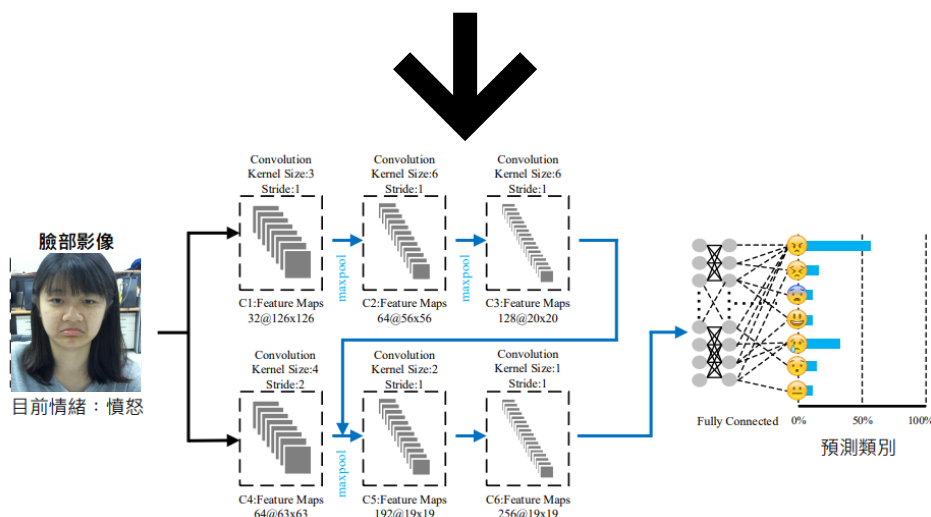 Convolution
Kernel Size:3
Stride:1
Convolution
Kernel Size:6
Stride:1
Convolution
Kernel Size:6
Stride:1
臉部影像
maxpool
maxpool
C1:Feature Maps
32@126x126
C2:Feature Maps
64@56x56
C3:Feature Maps
128@20x20
目前情緒：憤怒
Convolution
Kernel Size:4
Stride:2
Convolution
Kernel Size:2
Stride:1
Convolution
Kernel Size:1
Stride:1
maxpool
C4:Feature Maps
64@63x63
C5:Feature Maps
192@19x19
C6:Feature Maps
256@19x19
Fully Connected
0%
50%
100%
預測類別